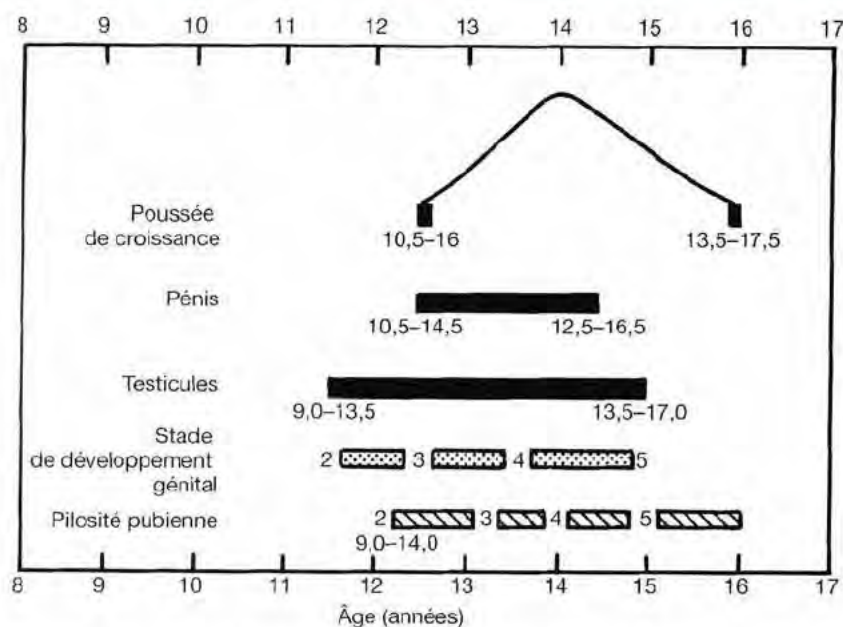 8 9 10 11 12 13 14 15 16 17
Poussée
de croissance
10,5–16 13,5–17,5
Pénis
10,5–14,5 12,5–16,5
Testicules
9,0–13,5 13,5–17,0
Stade
de développement
génital
2 3 4 5
Pilosité pubienne
2 3 4 5
9,0–14,0
8 9 10 11 12 13 14 15 16 17
Âge (années)